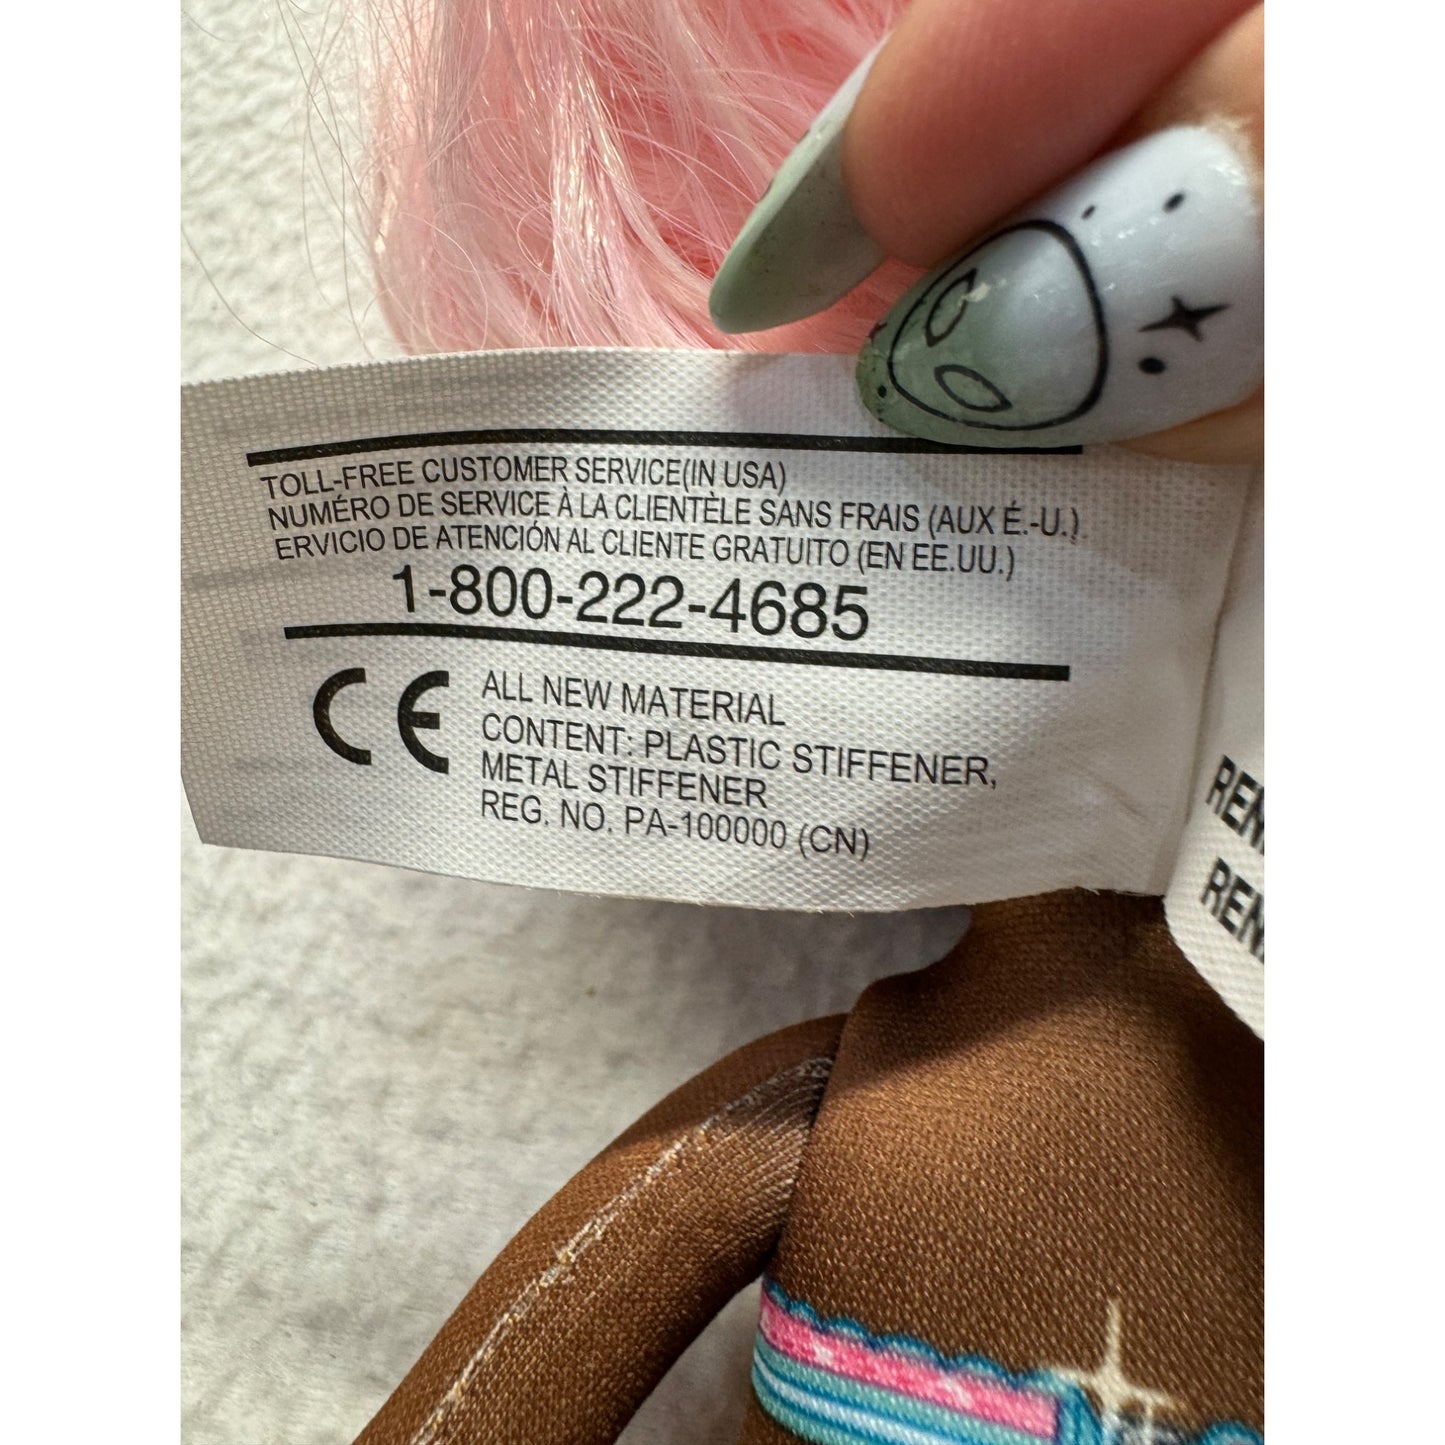 TOLL-FREE CUSTOMER SERVICE(IN USA)
NUMÉRO DE SERVICE À LA CLIENTÈLE SANS FRAIS (AUX É.-U.)
ERVICIO DE ATENCIÓN AL CLIENTE GRATUITO (EN EE.UU.)
1-800-222-4685
CE
ALL NEW MATERIAL
CONTENT: PLASTIC STIFFENER,
METAL STIFFENER
REG. NO. PA-100000 (CN)